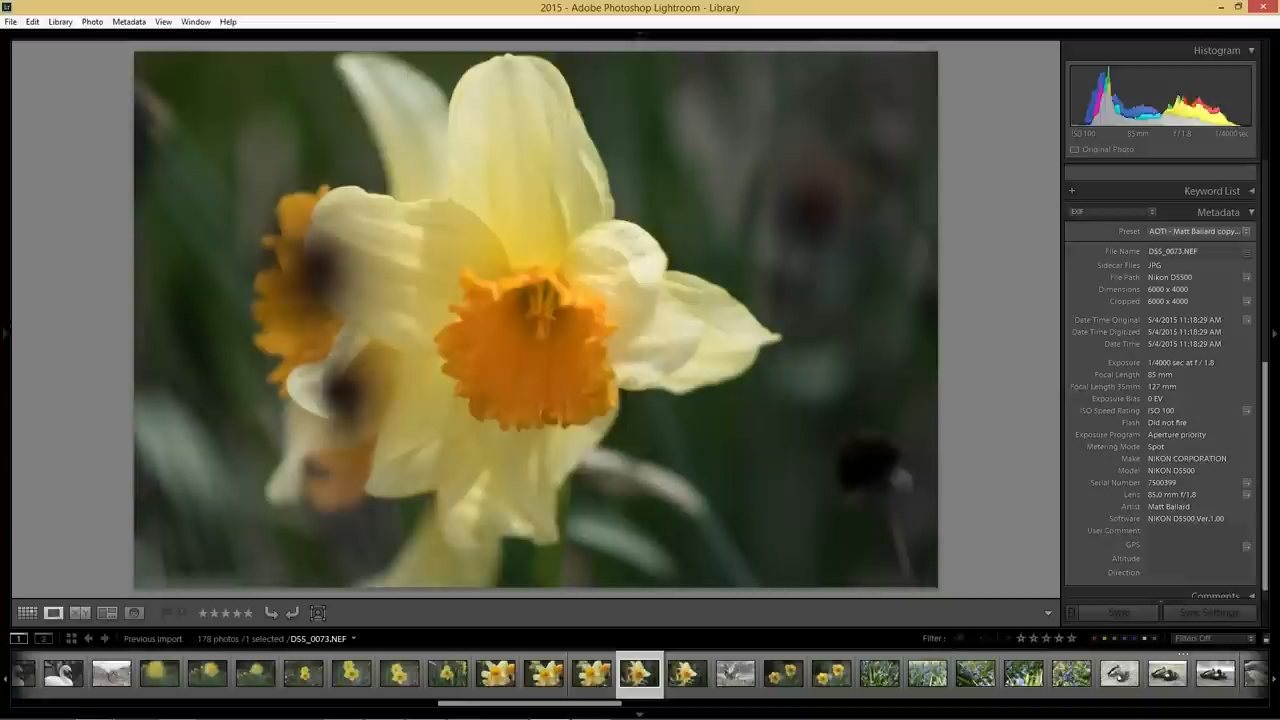 2015 - Adobe Photoshop Lightroom - Library
File Edit Library Photo Metadata View Window Help
Histogram
ISO 100 85 mm f / 1.8 1/4000 sec
Original Photo
+ Keyword List
EXIF Metadata
Preset AOTI - Matt Ballard copy...
File Name D55_0073.NEF
Sidecar Files JPG
File Path Nikon D5500
Dimensions 6000 x 4000
Cropped 6000 x 4000
Date Time Original 5/4/2015 11:18:29 AM
Date Time Digitized 5/4/2015 11:18:29 AM
Date Time 5/4/2015 11:18:29 AM
Exposure 1/4000 sec at f / 1.8
Focal Length 85 mm
Focal Length 35mm 127 mm
Exposure Bias 0 EV
ISO Speed Rating ISO 100
Flash Did not fire
Exposure Program Aperture priority
Metering Mode Spot
Make NIKON CORPORATION
Model NIKON D5500
Serial Number 7500399
Lens 85.0 mm f/1.8
Artist Matt Ballard
Software NIKON D5500 Ver.1.00
User Comment
GPS
Altitude
Direction
Comments
Sync Sync Settings
1 2 Previous Import 178 photos / 1 selected / D55_0073.NEF Filter : Filters Off